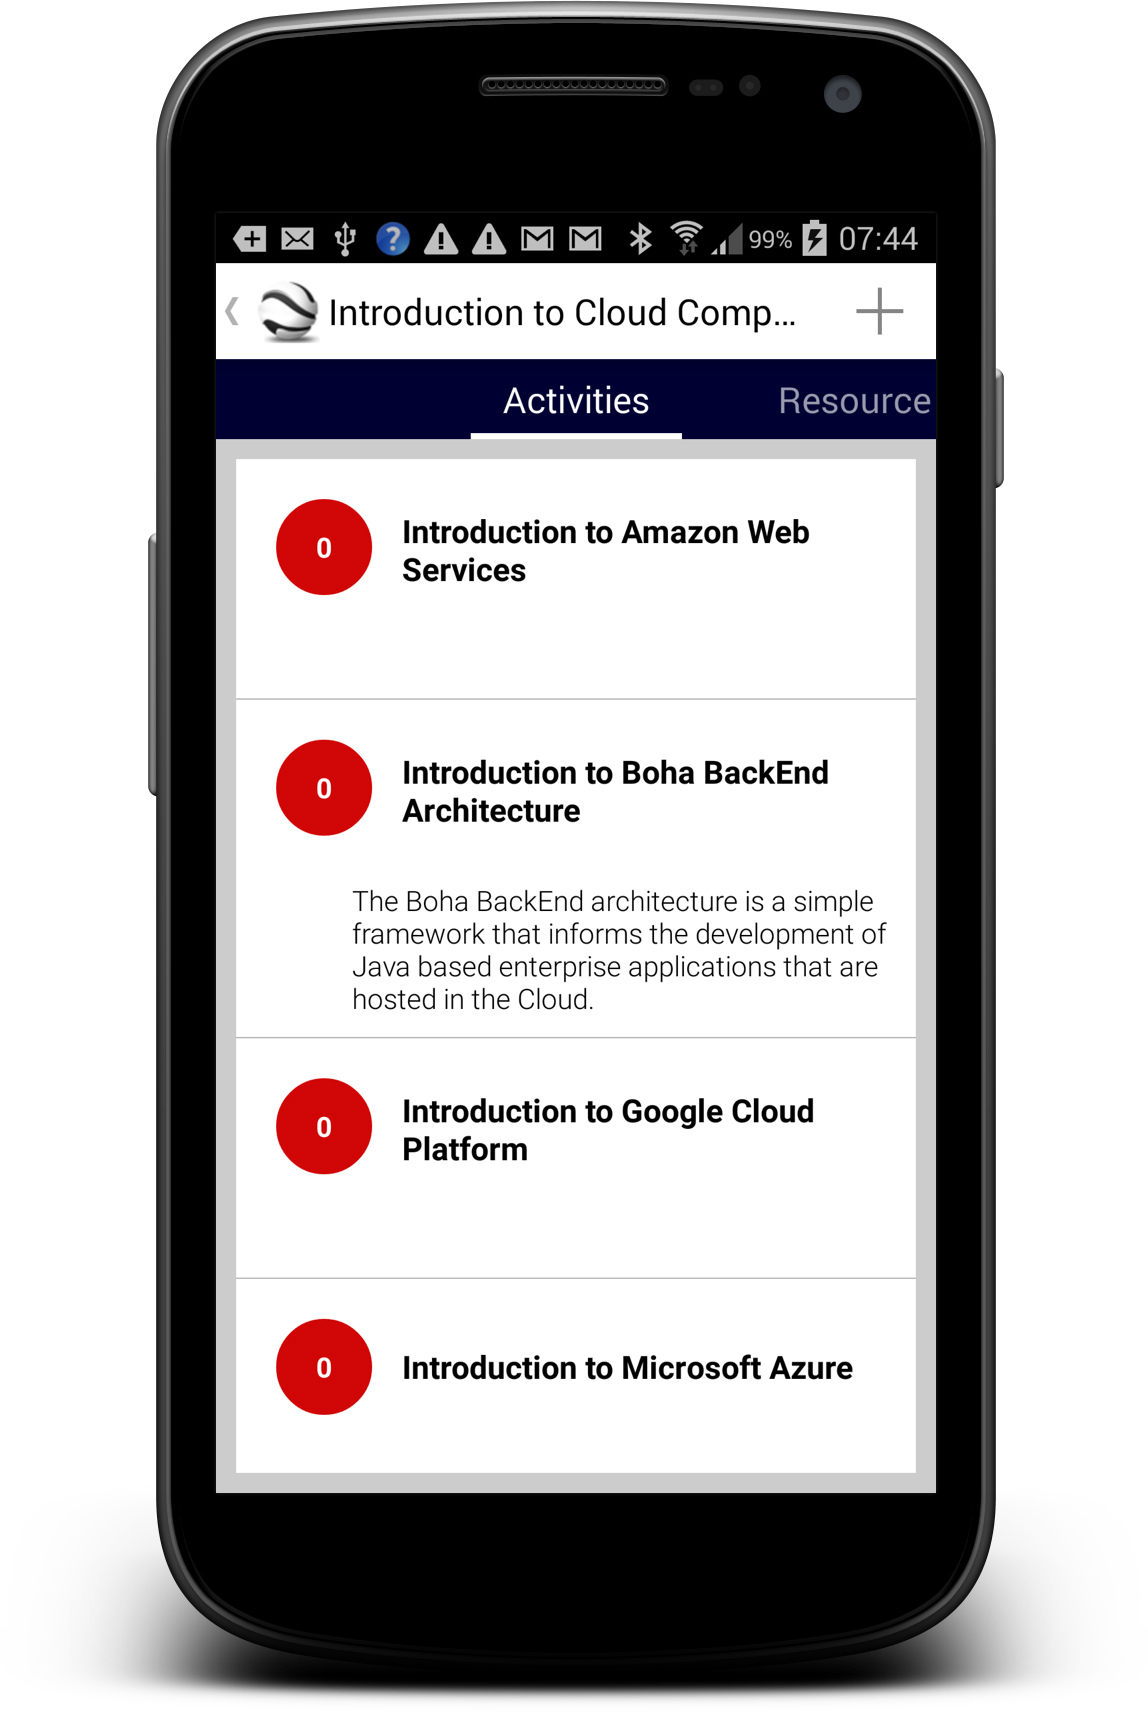 99% 07:44
Introduction to Cloud Comp...
Activities Resource
0
Introduction to Amazon Web
Services
0
Introduction to Boha BackEnd
Architecture
The Boha BackEnd architecture is a simple
framework that informs the development of
Java based enterprise applications that are
hosted in the Cloud.
0
Introduction to Google Cloud
Platform
0
Introduction to Microsoft Azure